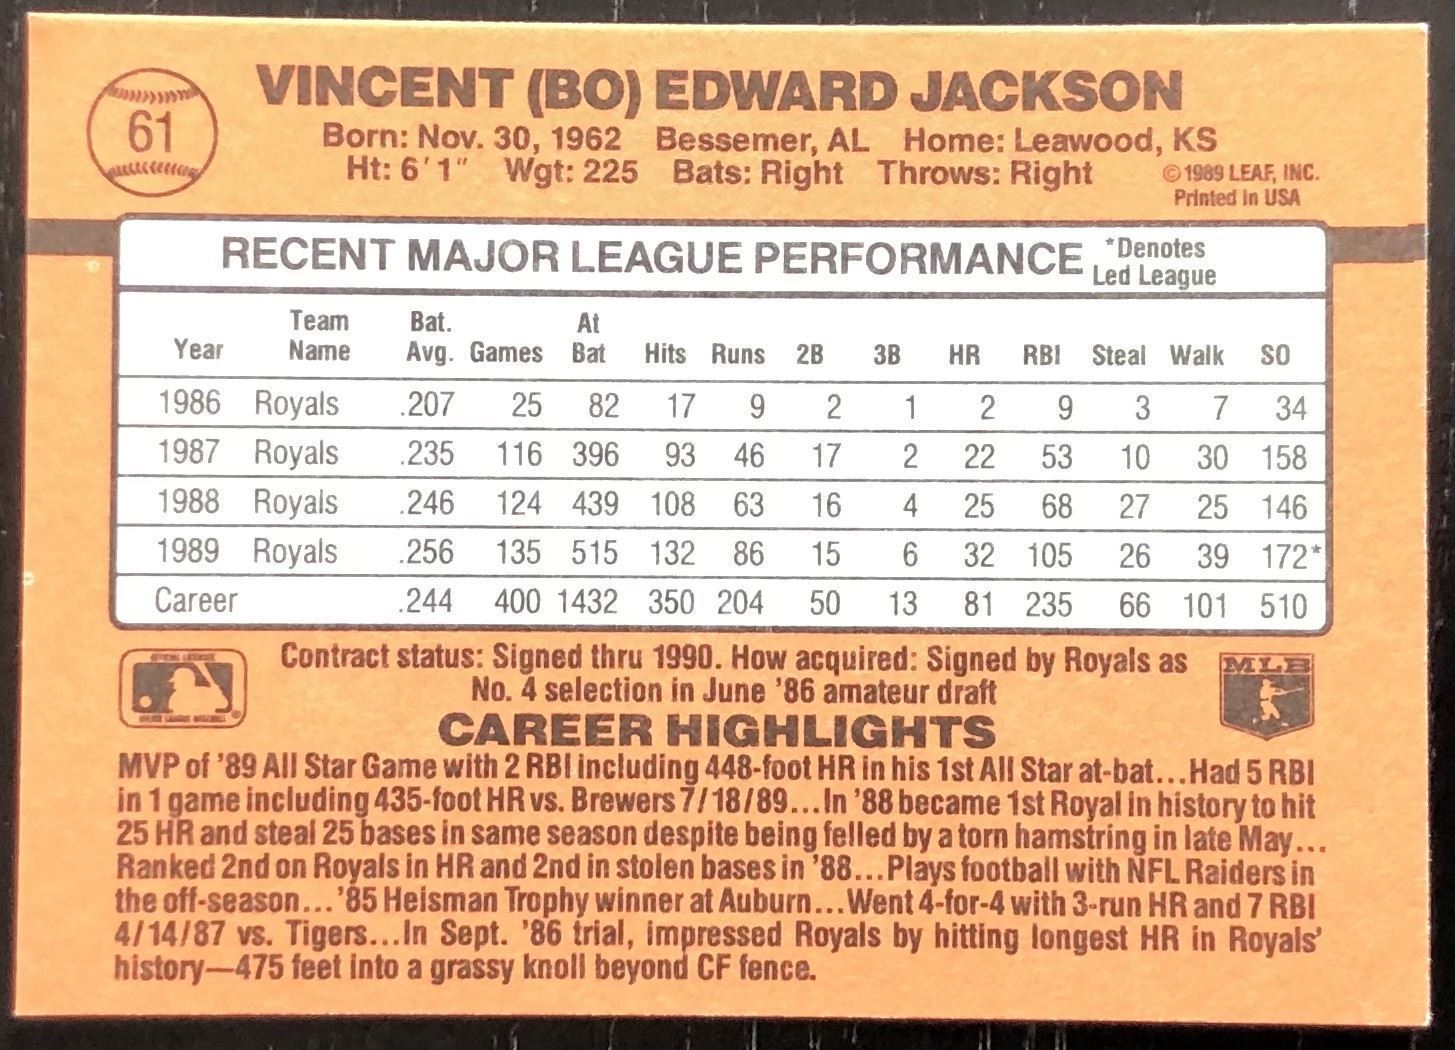 61
VINCENT (BO) EDWARD JACKSON
Born: Nov. 30, 1962 Bessemer, AL Home: Leawood, KS
Ht: 6'1" Wgt: 225 Bats: Right Throws: Right
©1989 LEAF, INC.
Printed in USA
RECENT MAJOR LEAGUE PERFORMANCE
*Denotes
Led League
Year Team Name Bat. Avg. Games At Bat Hits Runs 2B 3B HR RBI Steal Walk SO
1986 Royals .207 25 82 17 9 2 1 2 9 3 7 34
1987 Royals .235 116 396 93 46 17 2 22 53 10 30 158
1988 Royals .246 124 439 108 63 16 4 25 68 27 25 146
1989 Royals .256 135 515 132 86 15 6 32 105 26 39 172*
Career .244 400 1432 350 204 50 13 81 235 66 101 510
Contract status: Signed thru 1990. How acquired: Signed by Royals as
No. 4 selection in June '86 amateur draft
MLB
CAREER HIGHLIGHTS
MVP of '89 All Star Game with 2 RBI including 448-foot HR in his 1st All Star at-bat...Had 5 RBI
in 1 game including 435-foot HR vs. Brewers 7/18/89...In '88 became 1st Royal in history to hit
25 HR and steal 25 bases in same season despite being felled by a torn hamstring in late May...
Ranked 2nd on Royals in HR and 2nd in stolen bases in '88...Plays football with NFL Raiders in
the off-season...'85 Heisman Trophy winner at Auburn...Went 4-for-4 with 3-run HR and 7 RBI
4/14/87 vs. Tigers...In Sept. '86 trial, impressed Royals by hitting longest HR in Royals'
history—475 feet into a grassy knoll beyond CF fence.